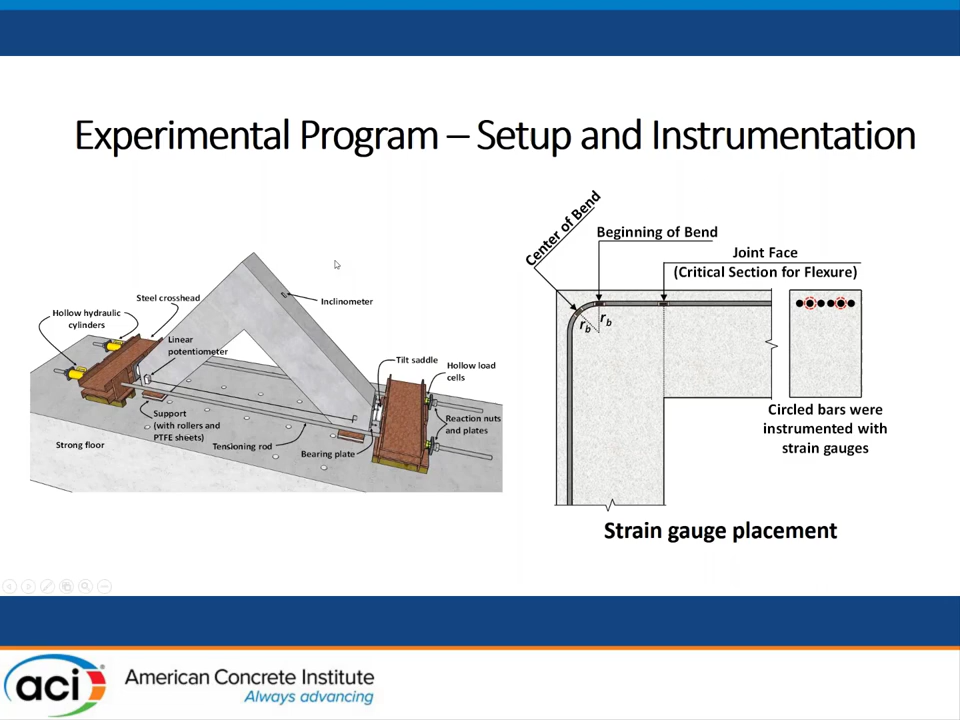 Experimental Program – Setup and Instrumentation
Steel crosshead
Hollow hydraulic
cylinders
Linear
potentiometer
Inclinometer
Tilt saddle
Hollow load
cells
Support
(with rollers and
PTFE sheets)
Tensioning rod
Bearing plate
Reaction nuts
and plates
Strong floor
Center of Bend
Beginning of Bend
Joint Face
(Critical Section for Flexure)
rb
rb
Circled bars were
instrumented with
strain gauges
Strain gauge placement
aci
American Concrete Institute
Always advancing